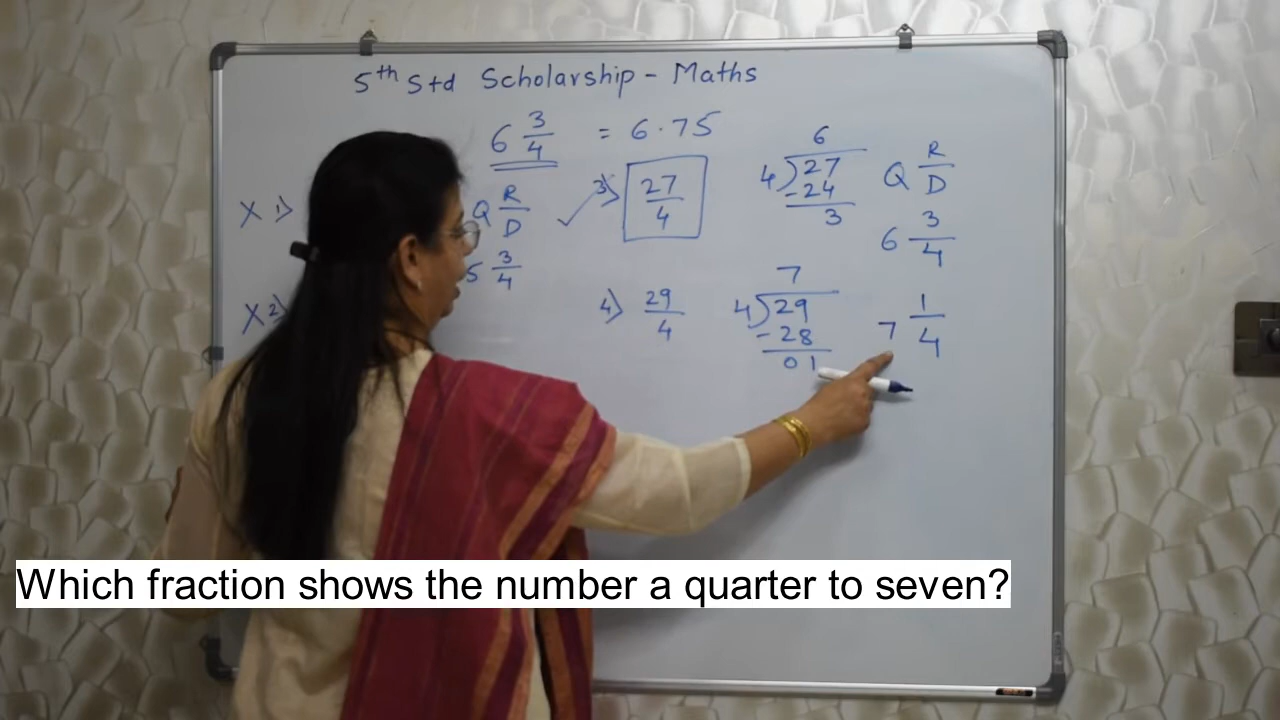 5th Std Scholarship - Maths
6 3/4 = 6.75
X 1)
Q R/D
5 3/4
3) 27/4
6
4)27
-24
3
Q R/D
6 3/4
X 2)
4) 29/4
7
4)29
-28
01
7 1/4
Which fraction shows the number a quarter to seven?